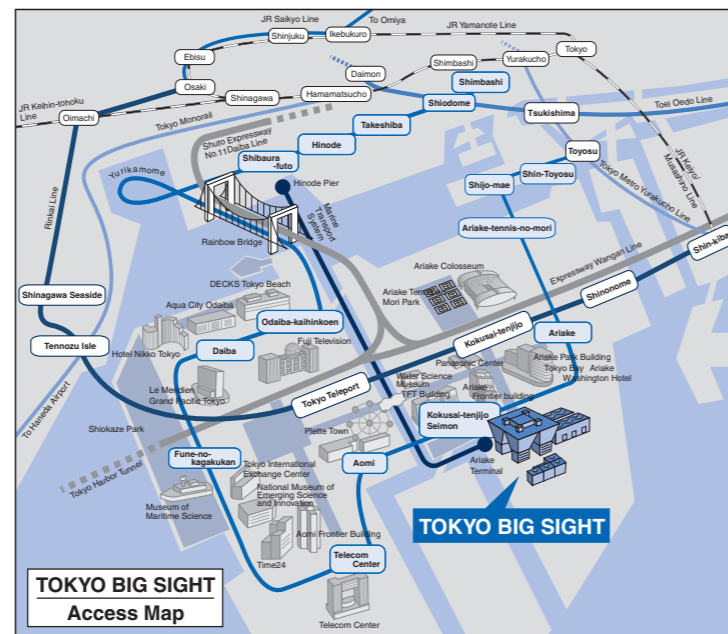 JR Saikyo Line
To Omiya
Shinjuku
Ikebukuro
JR Yamanote Line
Ebisu
Tokyo
Yurakucho
Shimbashi
Daimon
Shimbashi
Osaki
Shinagawa
Hamamatsucho
Shiodome
JR Keihin-tohoku
Line
Oimachi
Tokyo Monorail
Takeshiba
Tsukishima
Toei Oedo Line
Shuto Expressway
No.11Daiba Line
Hinode
Toyosu
JR Keiyo/
Musashino Line
Shibaura
-futo
Yurikamome
Hinode Pier
Shijo-mae
Shin-Toyosu
Tokyo Metro Yurakucho Line
Rinkai Line
Marine
Transport
System
Ariake-tennis-no-mori
Shin-kiba
Rainbow Bridge
Expressway Wangan Line
DECKS Tokyo Beach
Ariake Colosseum
Ariake Tennis
Mori Park
Shinagawa Seaside
Aqua City Odaiba
Shinonome
Odaiba-kaihinkoen
Kokusai-tenjijo
Ariake
Tennozu Isle
Hotel Nikko Tokyo
Daiba
Fuji Television
Panasonic Center
Ariake Park Building
Tokyo Bay Ariake
Washington Hotel
Water Science
Museum
TFT Building
Ariake
Frontier building
Le Meridien
Grand Pacific Tokyo
Tokyo Teleport
To Haneda Airport
Kokusai-tenjijo
Seimon
Shiokaze Park
Plette Town
Tokyo Harbor Tunnel
Fune-no-
kagakukan
Tokyo International
Exchange Center
Aomi
Ariake
Terminal
National Museum of
Emerging Science
and Innovation
Museum of
Maritime Science
TOKYO BIG SIGHT
Aomi Frontier Building
Time24
Telecom
Center
TOKYO BIG SIGHT
Access Map
Telecom Center